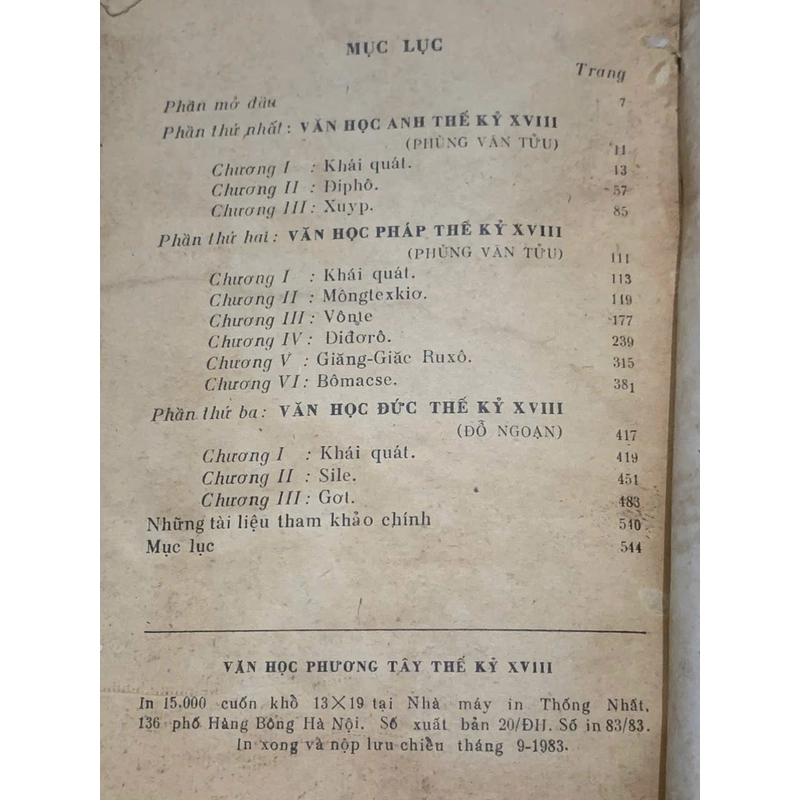 MỤC LỤC
Trang
Phần mở đầu 7
Phần thứ nhất: VĂN HỌC ANH THẾ KỶ XVIII
(PHÙNG VĂN TỬU) 11
Chương I : Khái quát. 13
Chương II : Điphô. 57
Chương III : Xuyp. 85
Phần thứ hai: VĂN HỌC PHÁP THẾ KỶ XVIII
(PHÙNG VĂN TỬU) 111
Chương I : Khái quát. 113
Chương II : Môngtexkiơ. 149
Chương III : Vônte 177
Chương IV : Điđơrô. 239
Chương V : Giăng-Giăc Ruxô. 315
Chương VI : Bômacse. 381
Phần thứ ba: VĂN HỌC ĐỨC THẾ KỶ XVIII
(ĐỖ NGOẠN) 417
Chương I : Khái quát. 419
Chương II : Sile. 451
Chương III : Gơt. 483
Những tài liệu tham khảo chính 540
Mục lục 544
VĂN HỌC PHƯƠNG TÂY THẾ KỶ XVIII
In 15.000 cuốn khổ 13×19 tại Nhà máy in Thống Nhất,
136 phố Hàng Bông Hà Nội. Số xuất bản 20/ĐH. Số in 83/83.
In xong và nộp lưu chiểu tháng 9-1983.